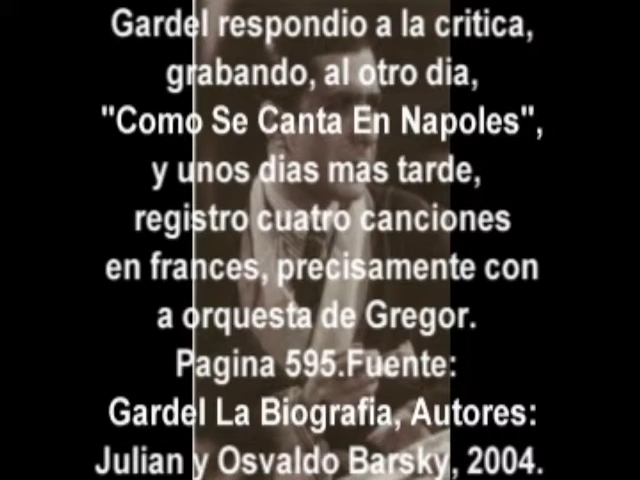 Gardel respondio a la critica,
grabando, al otro dia,
"Como Se Canta En Napoles",
y unos dias mas tarde,
registro cuatro canciones
en frances, precisamente con
a orquesta de Gregor.
Pagina 595.Fuente:
Gardel La Biografia, Autores:
Julian y Osvaldo Barsky, 2004.